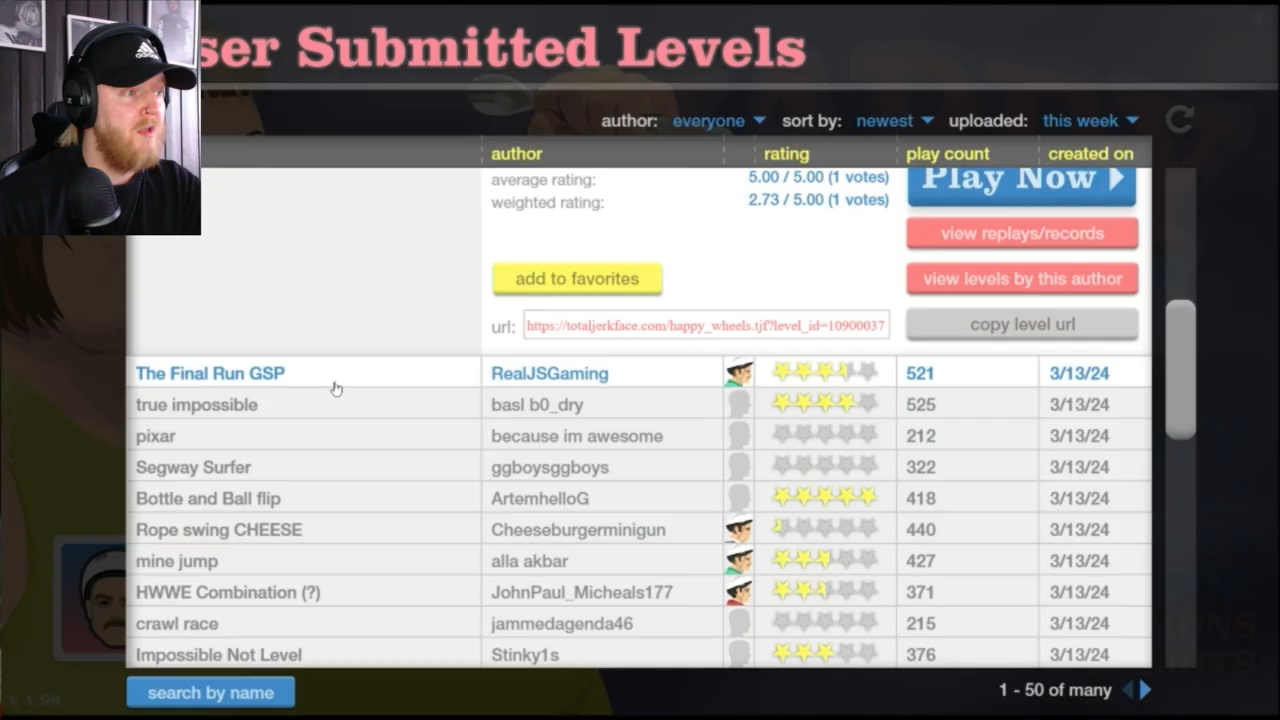 ser Submitted Levels
author: everyone sort by: newest uploaded: this week
author rating play count created on
average rating: 5.00 / 5.00 (1 votes) Play Now
weighted rating: 2.73 / 5.00 (1 votes)
view replays/records
add to favorites view levels by this author
url: https://totaljerkface.com/happy_wheels.tjf?level_id=10900037 copy level url
The Final Run GSP RealJSGaming 521 3/13/24
true impossible basl b0_dry 525 3/13/24
pixar because im awesome 212 3/13/24
Segway Surfer ggboysggboys 322 3/13/24
Bottle and Ball flip ArtemhelloG 418 3/13/24
Rope swing CHEESE Cheeseburgerminigun 440 3/13/24
mine jump alla akbar 427 3/13/24
HWWE Combination (?) JohnPaul_Micheals177 371 3/13/24
crawl race jammedagenda46 215 3/13/24
Impossible Not Level Stinky1s 376 3/13/24
search by name 1 - 50 of many